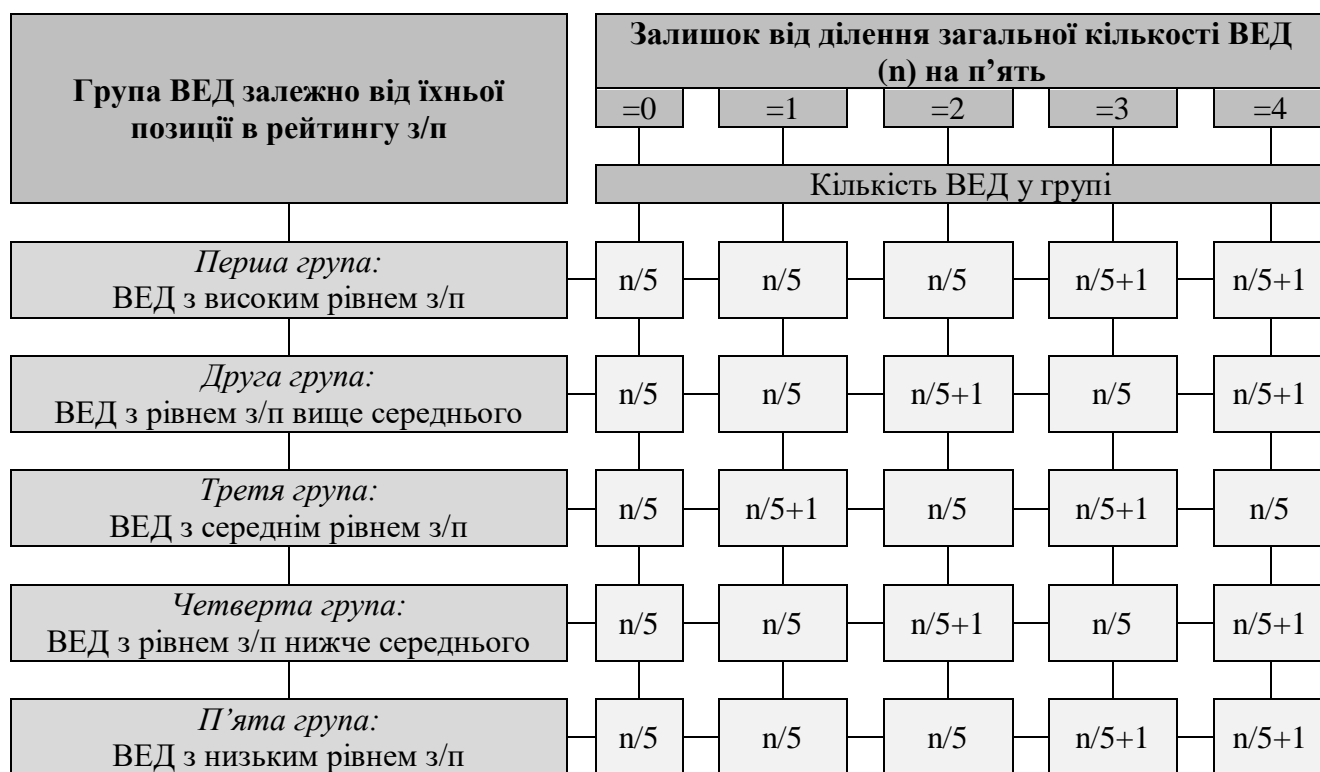 Група ВЕД залежно від їхньої
позиції в рейтингу з/п
Залишок від ділення загальної кількості ВЕД
(n) на п’ять
=0 =1 =2 =3 =4
Кількість ВЕД у групі
Перша група:
ВЕД з високим рівнем з/п
n/5 n/5 n/5 n/5+1 n/5+1
Друга група:
ВЕД з рівнем з/п вище середнього
n/5 n/5 n/5+1 n/5 n/5+1
Третя група:
ВЕД з середнім рівнем з/п
n/5 n/5+1 n/5 n/5+1 n/5
Четверта група:
ВЕД з рівнем з/п нижче середнього
n/5 n/5 n/5+1 n/5 n/5+1
П’ята група:
ВЕД з низьким рівнем з/п
n/5 n/5 n/5 n/5+1 n/5+1